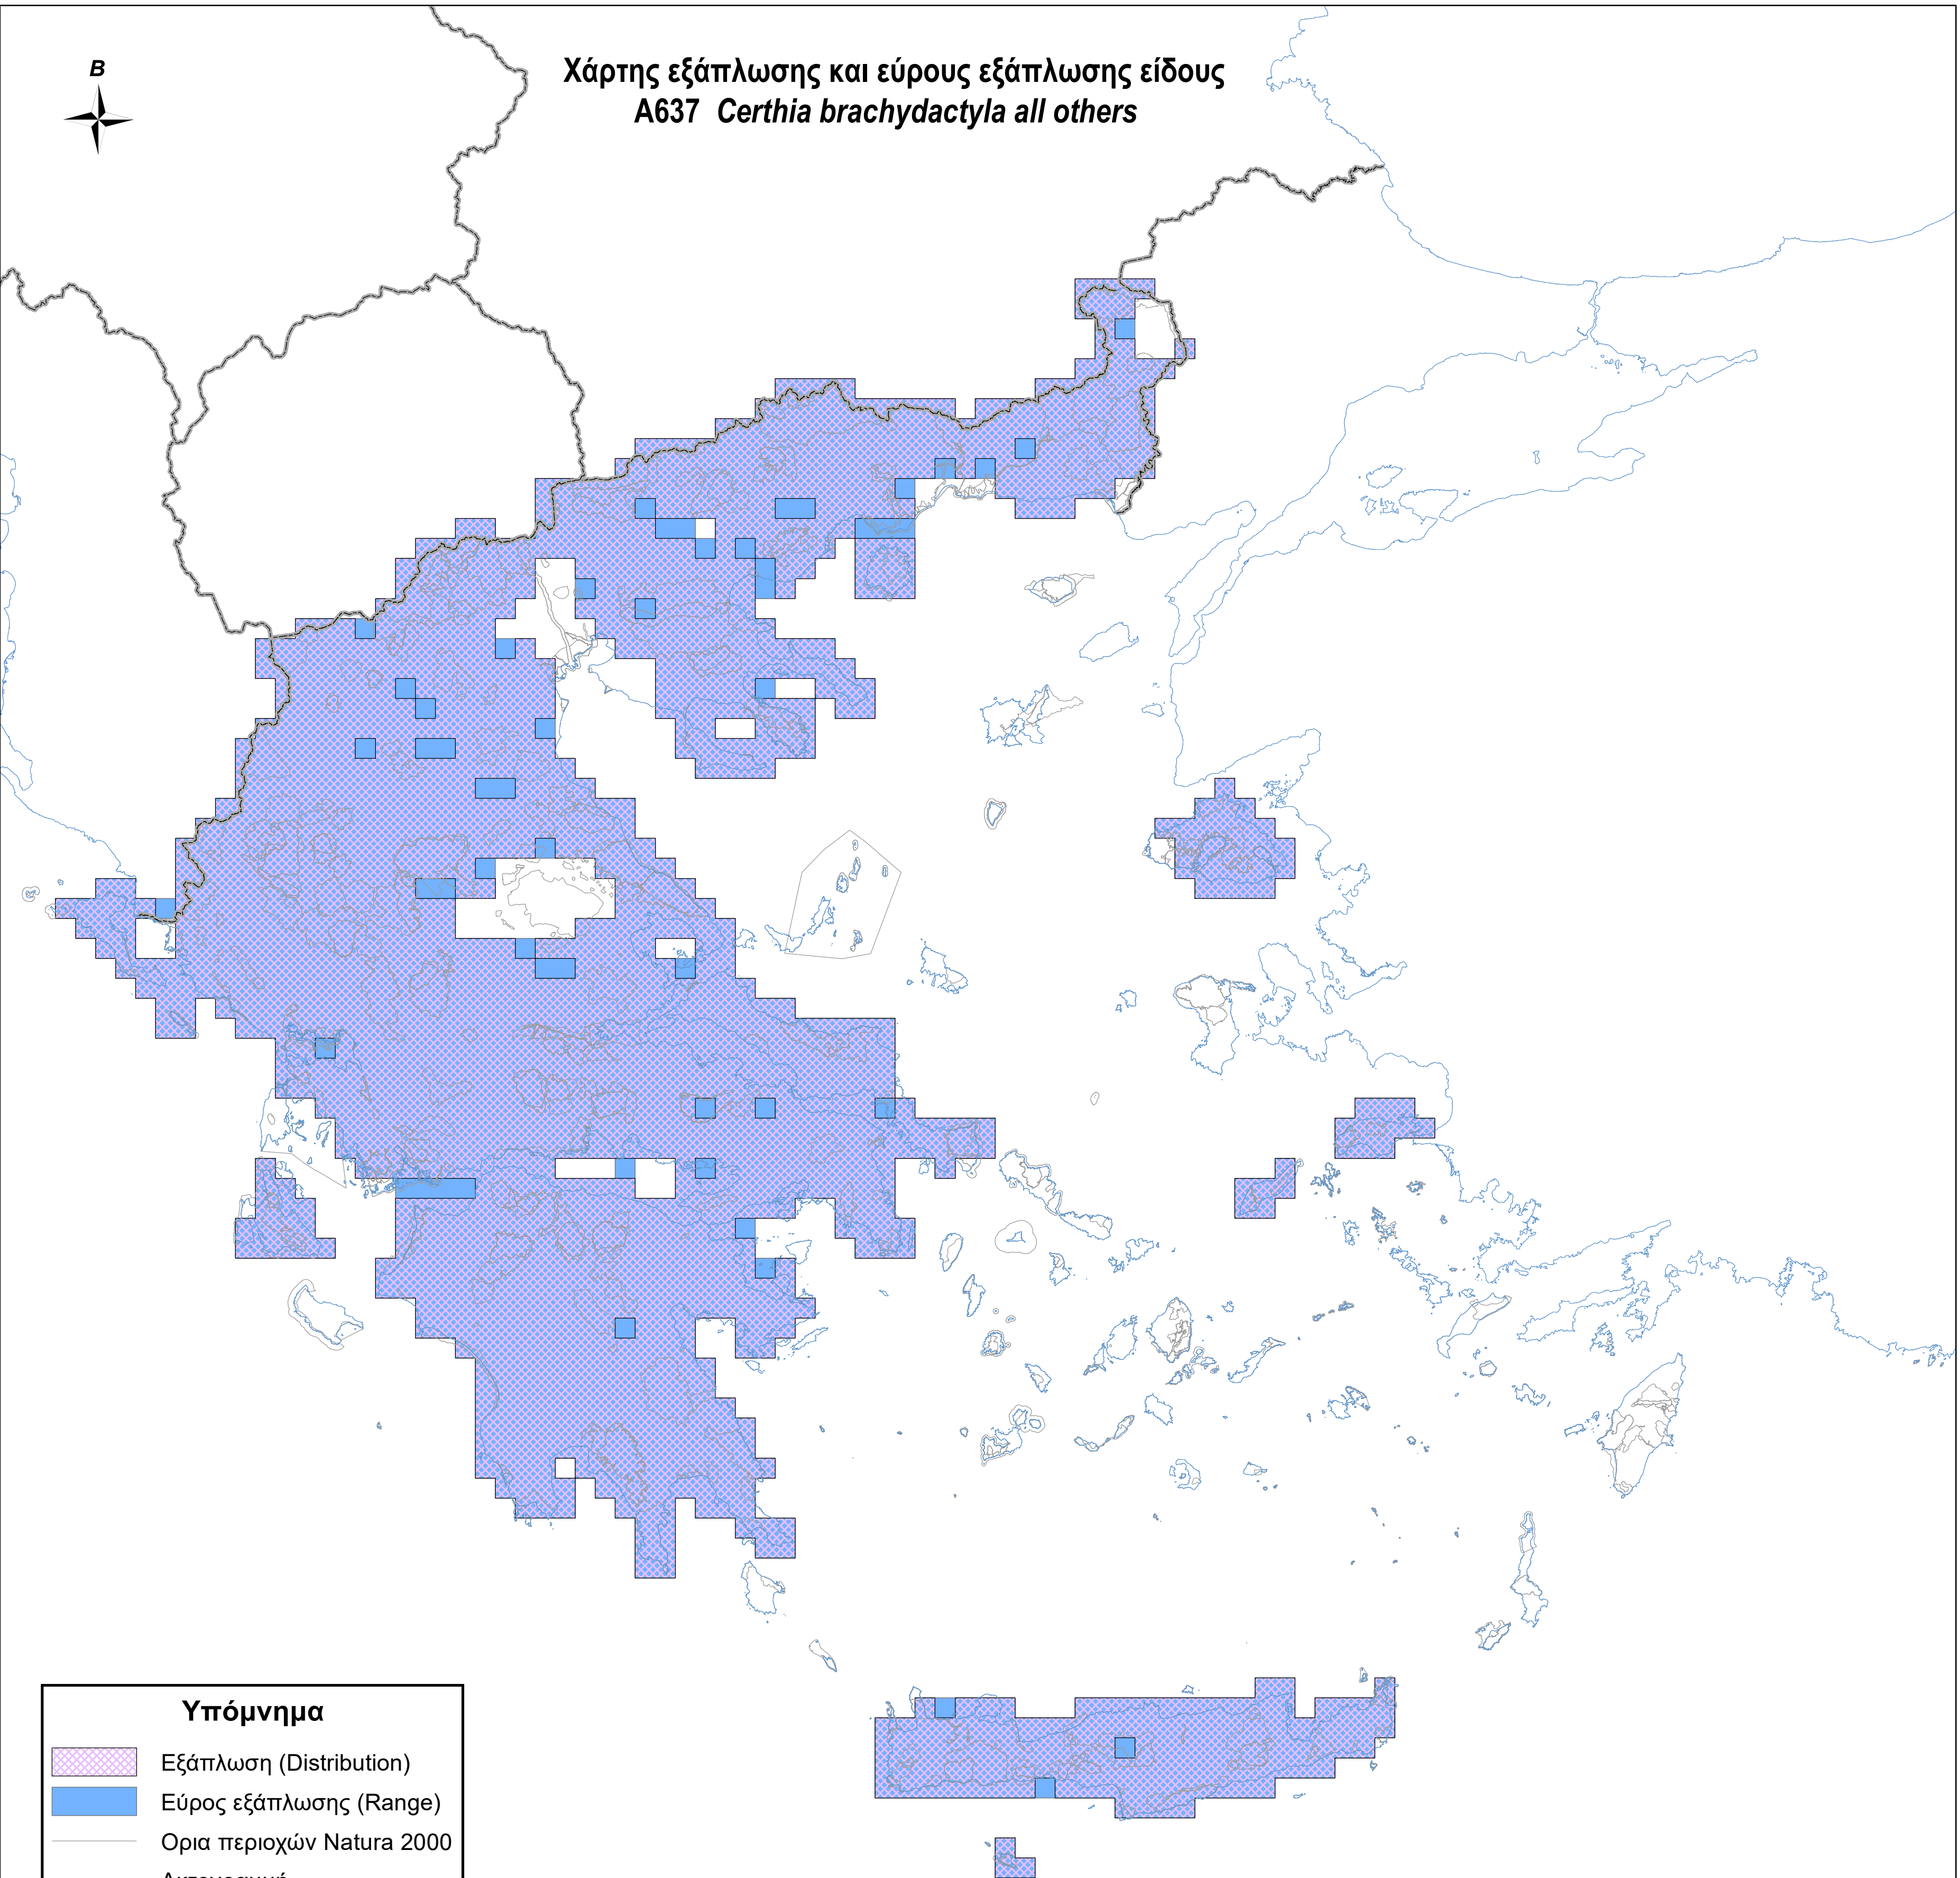 B
Χάρτης εξάπλωσης και εύρους εξάπλωσης είδους
A637 Certhia brachydactyla all others
Υπόμνημα
Εξάπλωση (Distribution)
Εύρος εξάπλωσης (Range)
Ορια περιοχών Natura 2000